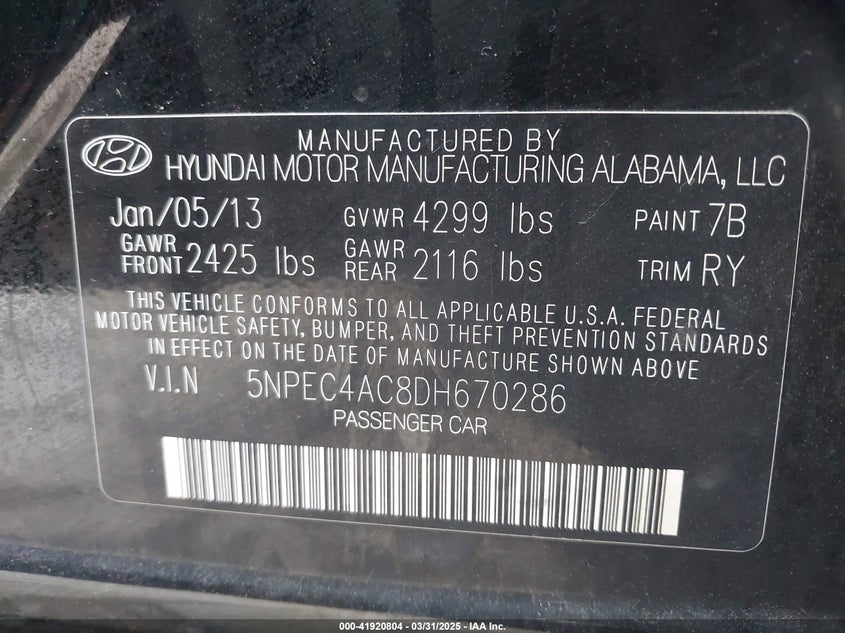 MANUFACTURED BY
HYUNDAI MOTOR MANUFACTURING ALABAMA, LLC
Jan/05/13 GVWR 4299 lbs PAINT 7B
GAWR FRONT 2425 lbs GAWR REAR 2116 lbs TRIM RY
THIS VEHICLE CONFORMS TO ALL APPLICABLE U.S.A. FEDERAL
MOTOR VEHICLE SAFETY, BUMPER, AND THEFT PREVENTION STANDARDS
IN EFFECT ON THE DATE OF MANUFACTURE SHOWN ABOVE
V.I.N 5NPEC4AC8DH670286
PASSENGER CAR
000-41920804 - 03/31/2025 - IAA Inc.